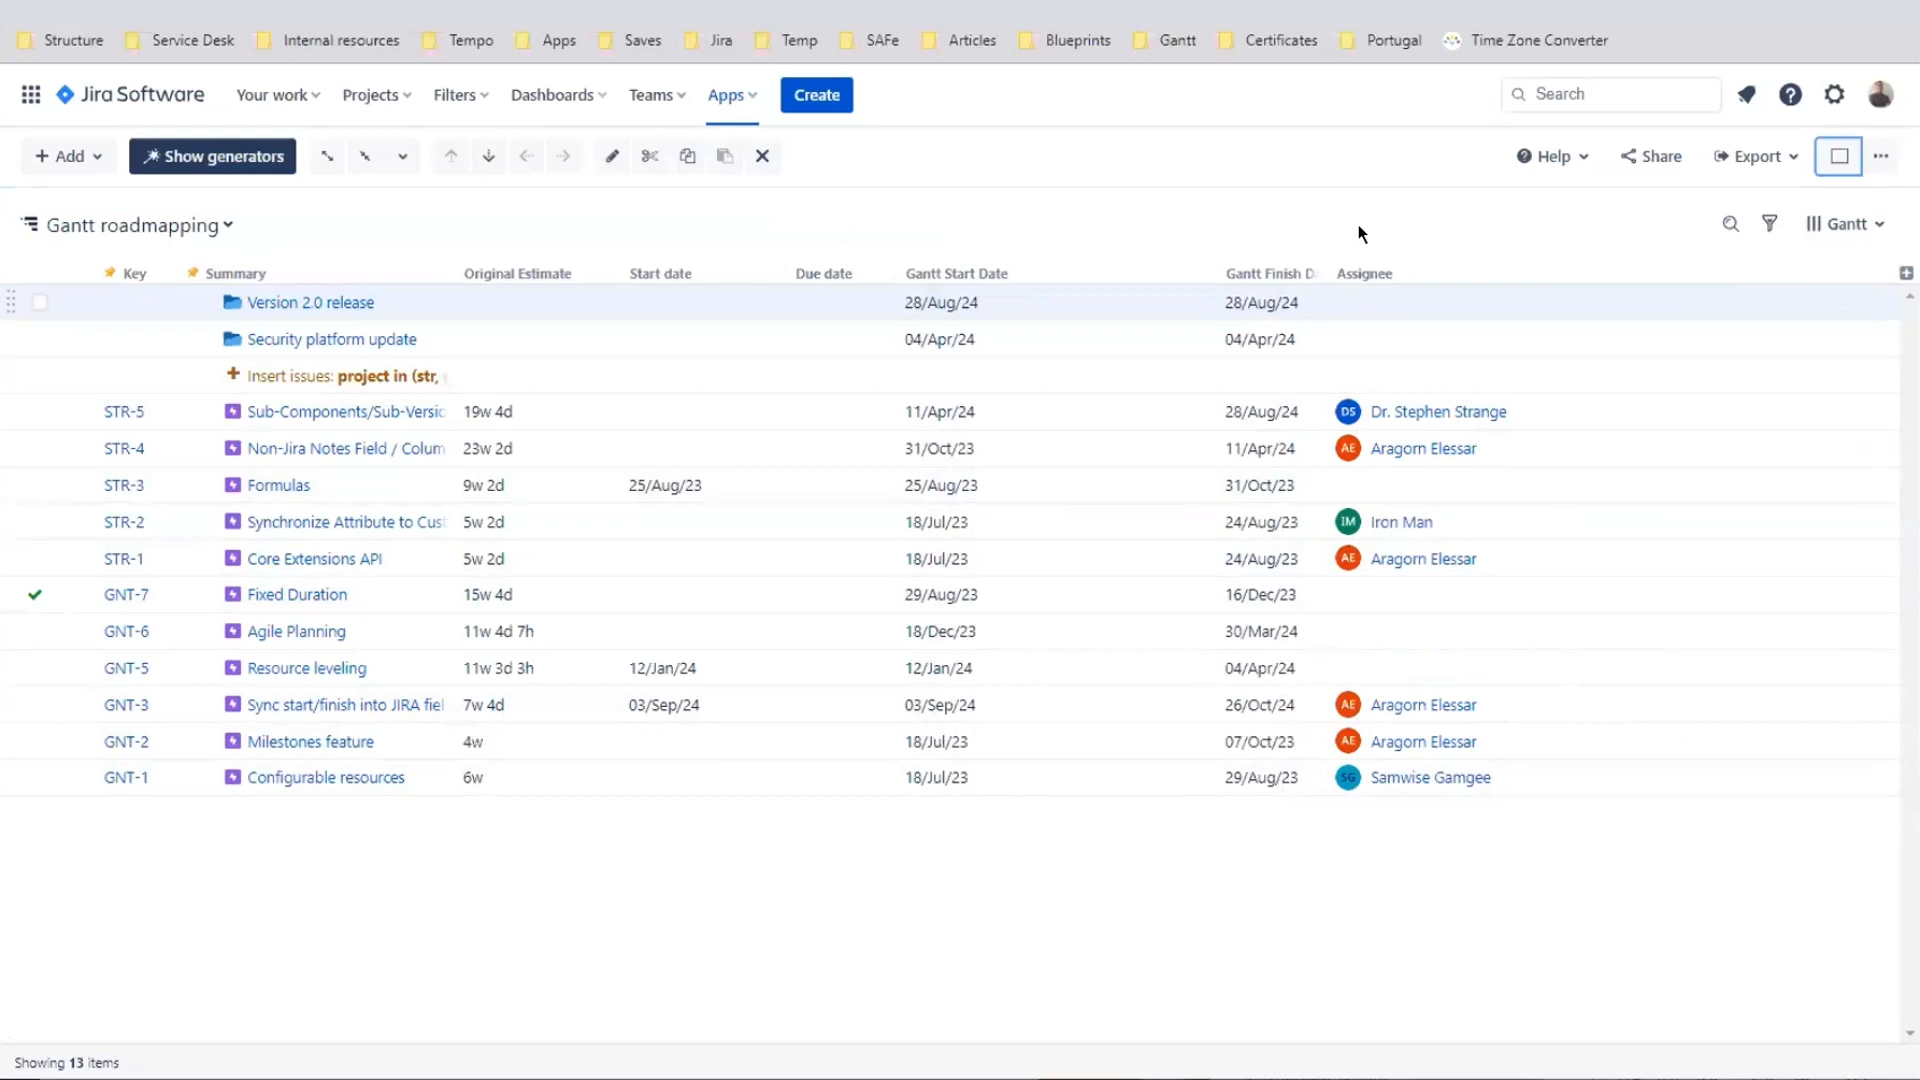 Structure Service Desk Internal resources Tempo Apps Saves Jira Temp SAFe Articles Blueprints Gantt Certificates Portugal Time Zone Converter
Jira Software Your work Projects Filters Dashboards Teams Apps Create Search
+ Add Show generators Help Share Export
Gantt roadmapping Gantt
Key Summary Original Estimate Start date Due date Gantt Start Date Gantt Finish D Assignee
Version 2.0 release 28/Aug/24 28/Aug/24
Security platform update 04/Apr/24 04/Apr/24
Insert issues: project in (str,
STR-5 Sub-Components/Sub-Versic 19w 4d 11/Apr/24 28/Aug/24 DS Dr. Stephen Strange
STR-4 Non-Jira Notes Field / Colum 23w 2d 31/Oct/23 11/Apr/24 AE Aragorn Elessar
STR-3 Formulas 9w 2d 25/Aug/23 25/Aug/23 31/Oct/23
STR-2 Synchronize Attribute to Cus 5w 2d 18/Jul/23 24/Aug/23 IM Iron Man
STR-1 Core Extensions API 5w 2d 18/Jul/23 24/Aug/23 AE Aragorn Elessar
GNT-7 Fixed Duration 15w 4d 29/Aug/23 16/Dec/23
GNT-6 Agile Planning 11w 4d 7h 18/Dec/23 30/Mar/24
GNT-5 Resource leveling 11w 3d 3h 12/Jan/24 12/Jan/24 04/Apr/24
GNT-3 Sync start/finish into JIRA fiel 7w 4d 03/Sep/24 03/Sep/24 26/Oct/24 AE Aragorn Elessar
GNT-2 Milestones feature 4w 18/Jul/23 07/Oct/23 AE Aragorn Elessar
GNT-1 Configurable resources 6w 18/Jul/23 29/Aug/23 SG Samwise Gamgee
Showing 13 items